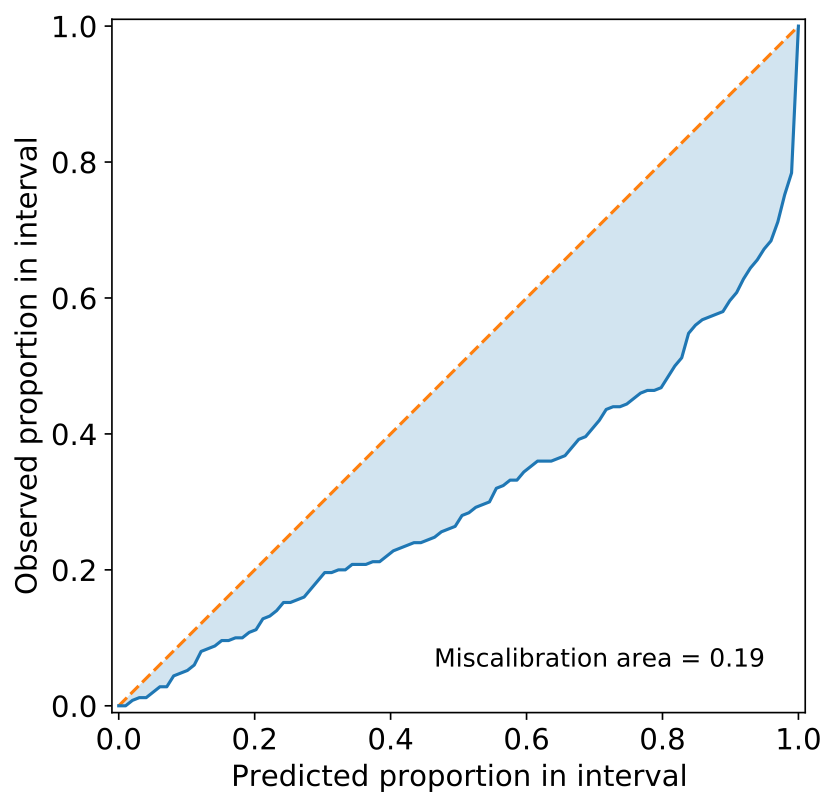 1.0
0.8
0.6
0.4
0.2
0.0
Observed proportion in interval
Miscalibration area = 0.19
0.0 0.2 0.4 0.6 0.8 1.0
Predicted proportion in interval